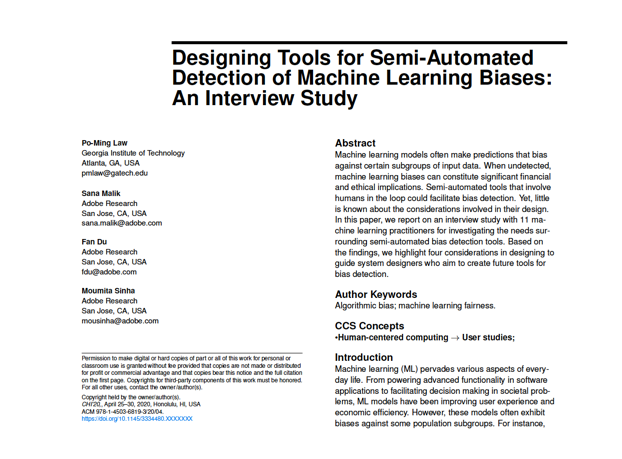 Designing Tools for Semi-Automated
Detection of Machine Learning Biases:
An Interview Study
Po-Ming Law
Georgia Institute of Technology
Atlanta, GA, USA
pmlaw@gatech.edu
Sana Malik
Adobe Research
San Jose, CA, USA
sana.malik@adobe.com
Fan Du
Adobe Research
San Jose, CA, USA
fdu@adobe.com
Moumita Sinha
Adobe Research
San Jose, CA, USA
mousinha@adobe.com
Permission to make digital or hard copies of part or all of this work for personal or
classroom use is granted without fee provided that copies are not made or distributed
for profit or commercial advantage and that copies bear this notice and the full citation
on the first page. Copyrights for third-party components of this work must be honored.
For all other uses, contact the owner/author(s).
Copyright held by the owner/author(s).
CHI'20, April 25–30, 2020, Honolulu, HI, USA
ACM 978-1-4503-6819-3/20/04.
https://doi.org/10.1145/3334480.XXXXXXX
Abstract
Machine learning models often make predictions that bias
against certain subgroups of input data. When undetected,
machine learning biases can constitute significant financial
and ethical implications. Semi-automated tools that involve
humans in the loop could facilitate bias detection. Yet, little
is known about the considerations involved in their design.
In this paper, we report on an interview study with 11 ma-
chine learning practitioners for investigating the needs sur-
rounding semi-automated bias detection tools. Based on
the findings, we highlight four considerations in designing to
guide system designers who aim to create future tools for
bias detection.
Author Keywords
Algorithmic bias; machine learning fairness.
CCS Concepts
•Human-centered computing → User studies;
Introduction
Machine learning (ML) pervades various aspects of every-
day life. From powering advanced functionality in software
applications to facilitating decision making in societal prob-
lems, ML models have been improving user experience and
economic efficiency. However, these models often exhibit
biases against some population subgroups. For instance,